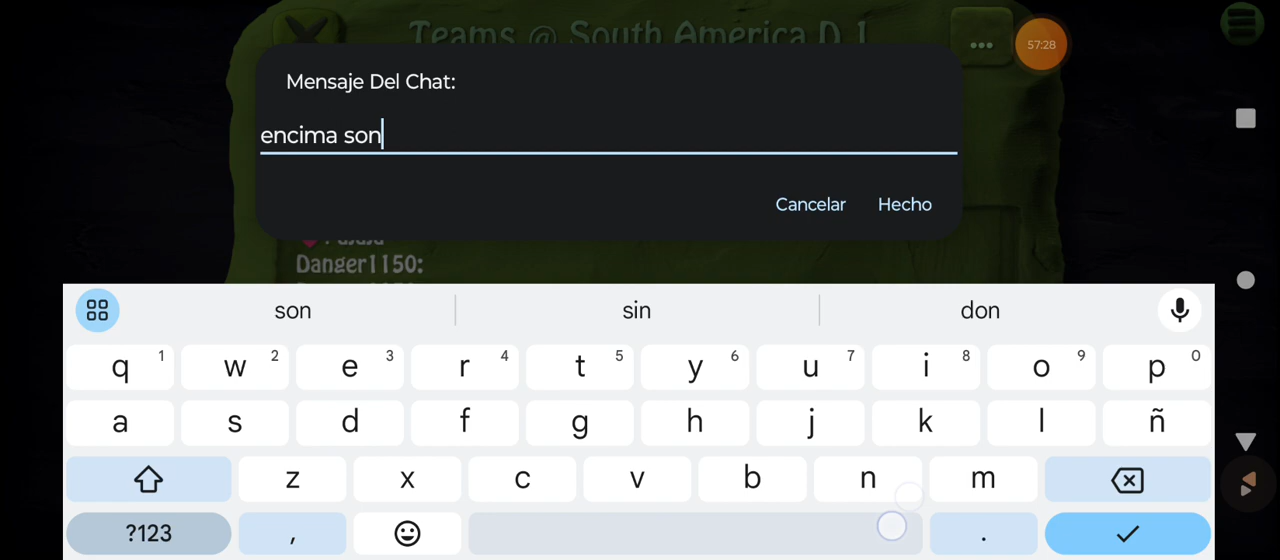 Teams @ South America D.1
57:28
Mensaje Del Chat:
encima son
Cancelar Hecho
Danger1150:
son sin don
q 1 w 2 e 3 r 4 t 5 y 6 u 7 i 8 o 9 p 0
a s d f g h j k l ñ
z x c v b n m
?123 , .